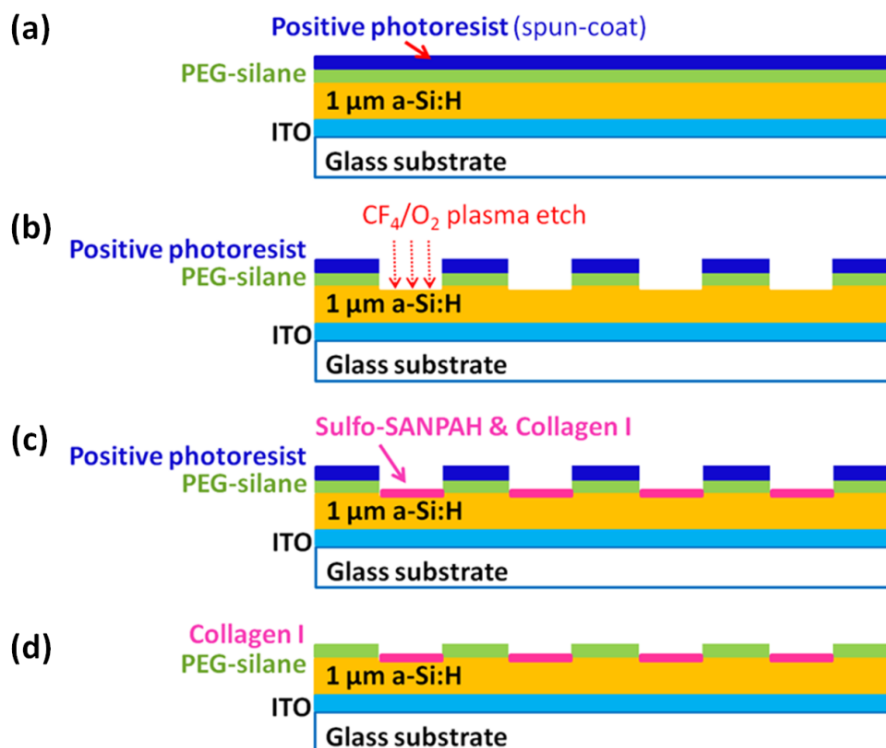 (a)
Positive photoresist (spun-coat)
PEG-silane
1 µm a-Si:H
ITO
Glass substrate
(b)
CF₄/O₂ plasma etch
Positive photoresist
PEG-silane
1 µm a-Si:H
ITO
Glass substrate
(c)
Sulfo-SANPAH & Collagen I
Positive photoresist
PEG-silane
1 µm a-Si:H
ITO
Glass substrate
(d)
Collagen I
PEG-silane
1 µm a-Si:H
ITO
Glass substrate